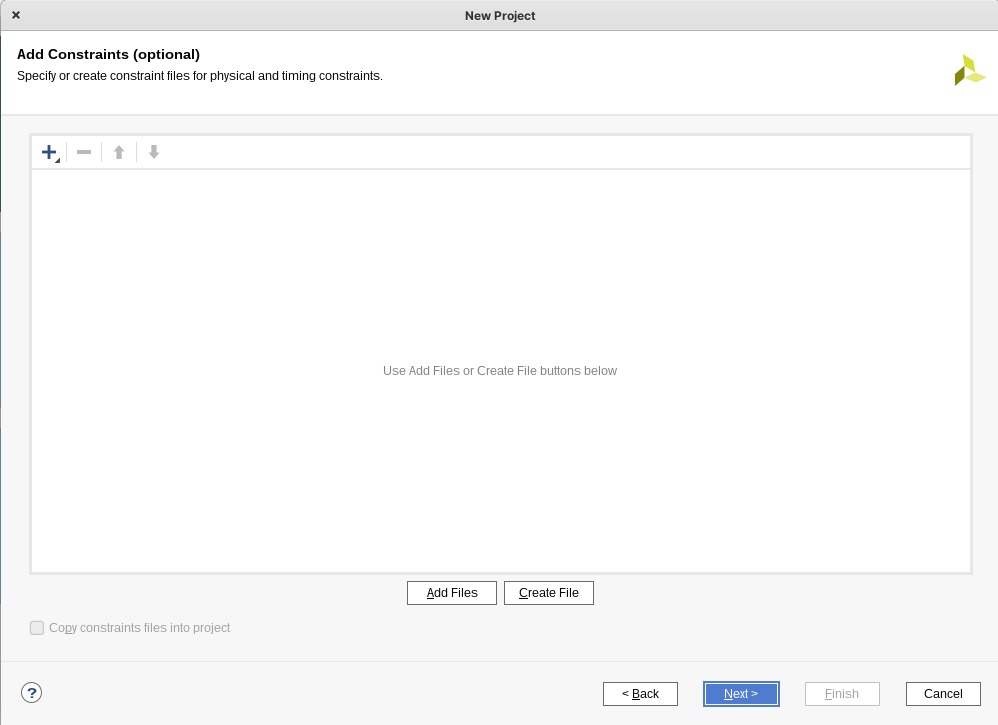 New Project
Add Constraints (optional)
Specify or create constraint files for physical and timing constraints.
Use Add Files or Create File buttons below
Add Files
Create File
Copy constraints files into project
?
< Back
Next >
Finish
Cancel